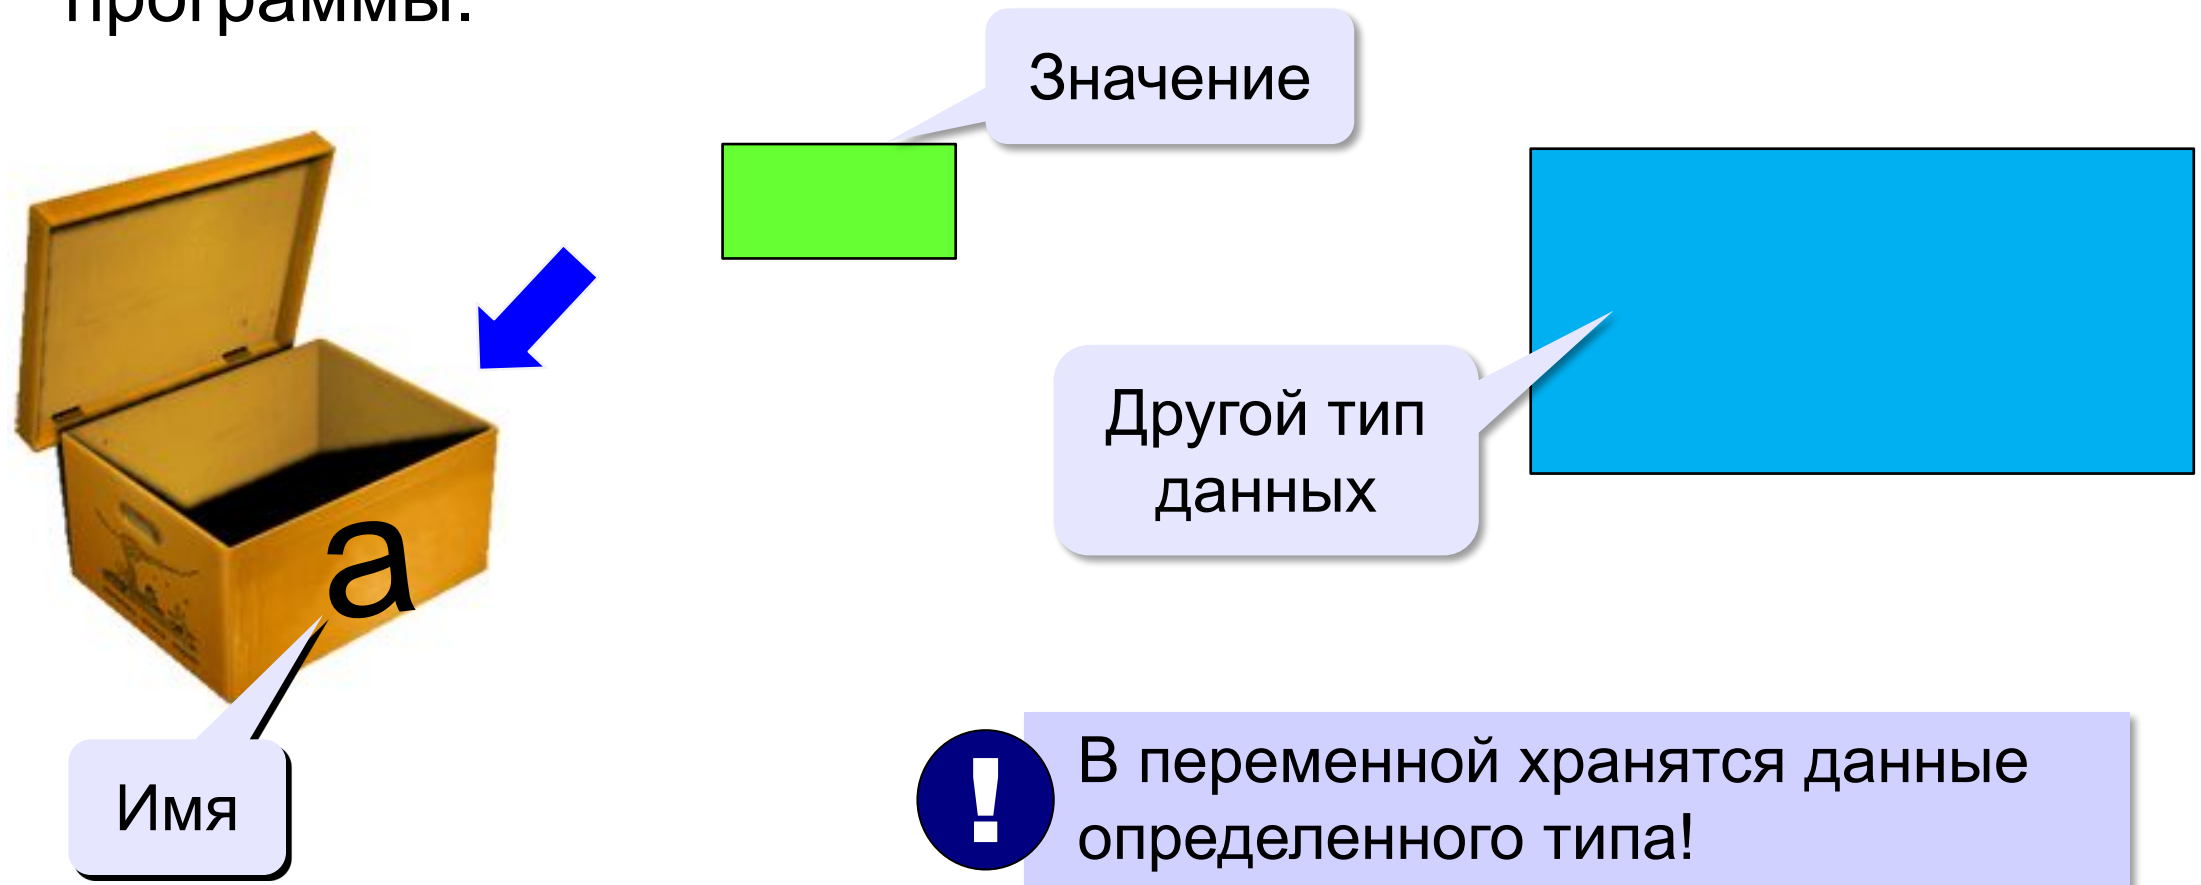 программы.
Значение
Другой тип
данных
а
Имя
!
В переменной хранятся данные
определенного типа!